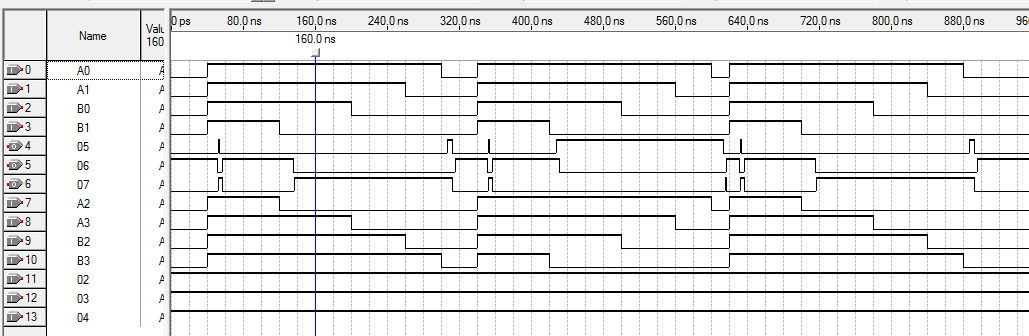 0 ps 80.0 ns 160.0 ns 240.0 ns 320.0 ns 400.0 ns 480.0 ns 560.0 ns 640.0 ns 720.0 ns 800.0 ns 880.0 ns 960
Name Valu 160
160.0 ns
0 A0 A
1 A1 A
2 B0 A
3 B1 A
4 05 A
5 06 A
6 07 A
7 A2 A
8 A3 A
9 B2 A
10 B3 A
11 02 A
12 03 A
13 04 A